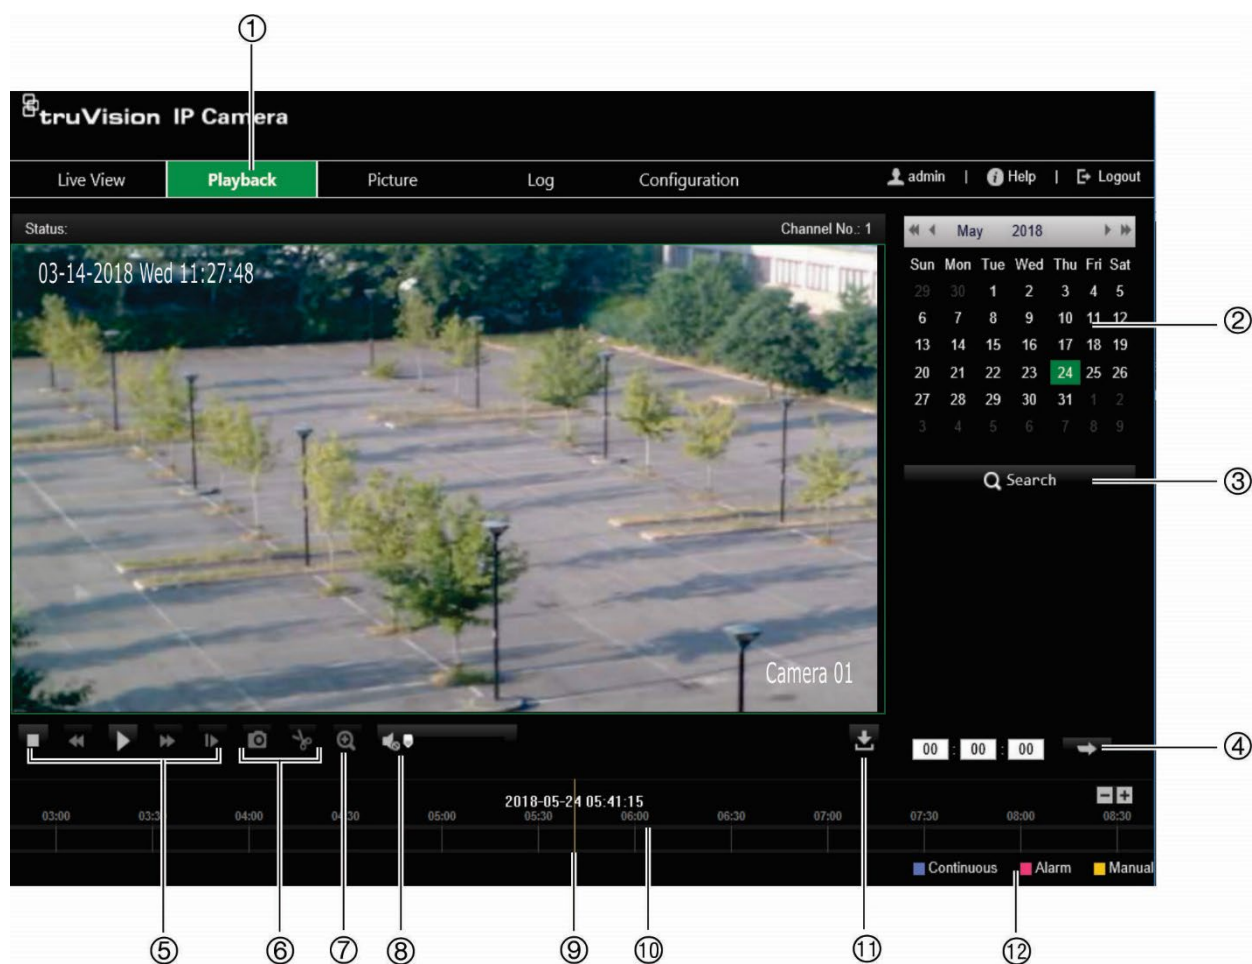 ①
truVision IP Camera
Live View Playback Picture Log Configuration admin | Help | Logout
Status: Channel No.: 1
03-14-2018 Wed 11:27:48
Camera 01
May 2018
Sun Mon Tue Wed Thu Fri Sat
29 30 1 2 3 4 5
6 7 8 9 10 11 12
②
13 14 15 16 17 18 19
20 21 22 23 24 25 26
27 28 29 30 31 1 2
3 4 5 6 7 8 9
Search
③
00 : 00 : 00
④
2018-05-24 05:41:15
03:00 03:3 04:00 04:30 05:00 05:30 06:00 06:30 07:00 07:30 08:00 08:30
Continuous Alarm Manual
⑤ ⑥ ⑦ ⑧ ⑨ ⑩ ⑪ ⑫